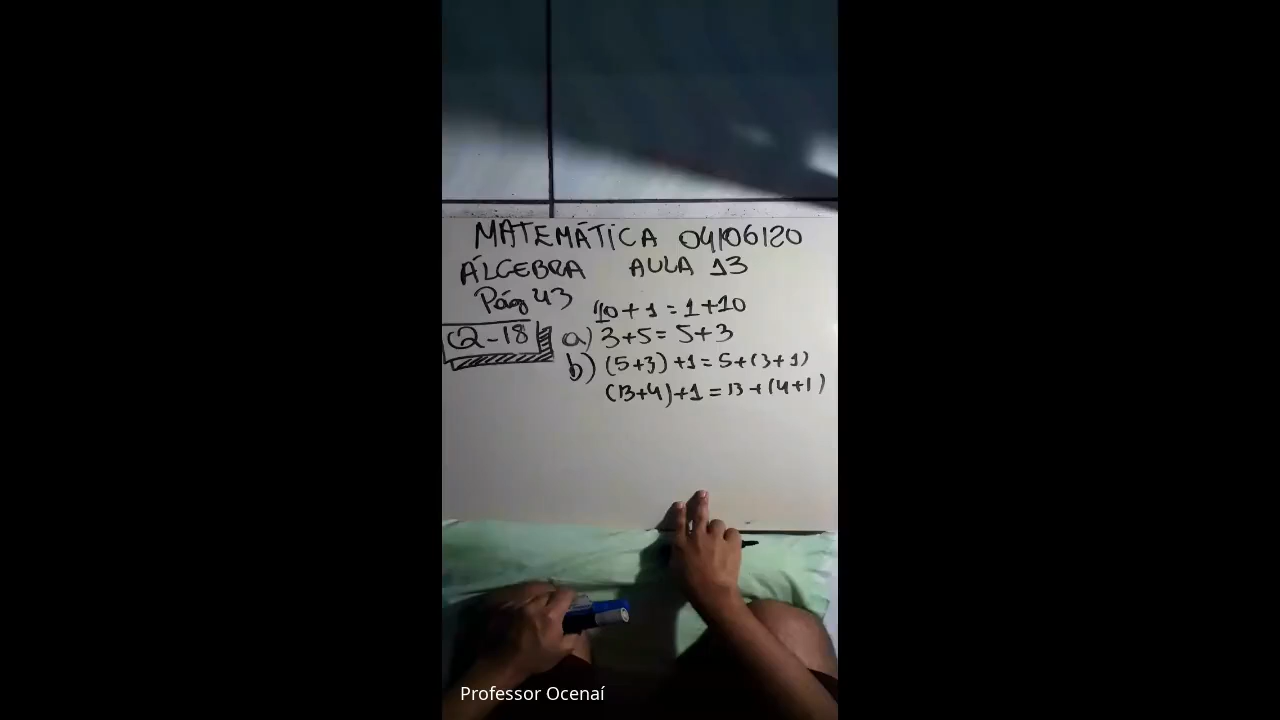 MATEMÁTICA 04/06/20
ÁLGEBRA AULA 13
Pág 43
10+1=1+10
Q-18 a) 3+5=5+3
b) (5+3)+1=5+(3+1)
(13+4)+1=13+(4+1)
Professor Ocenaí